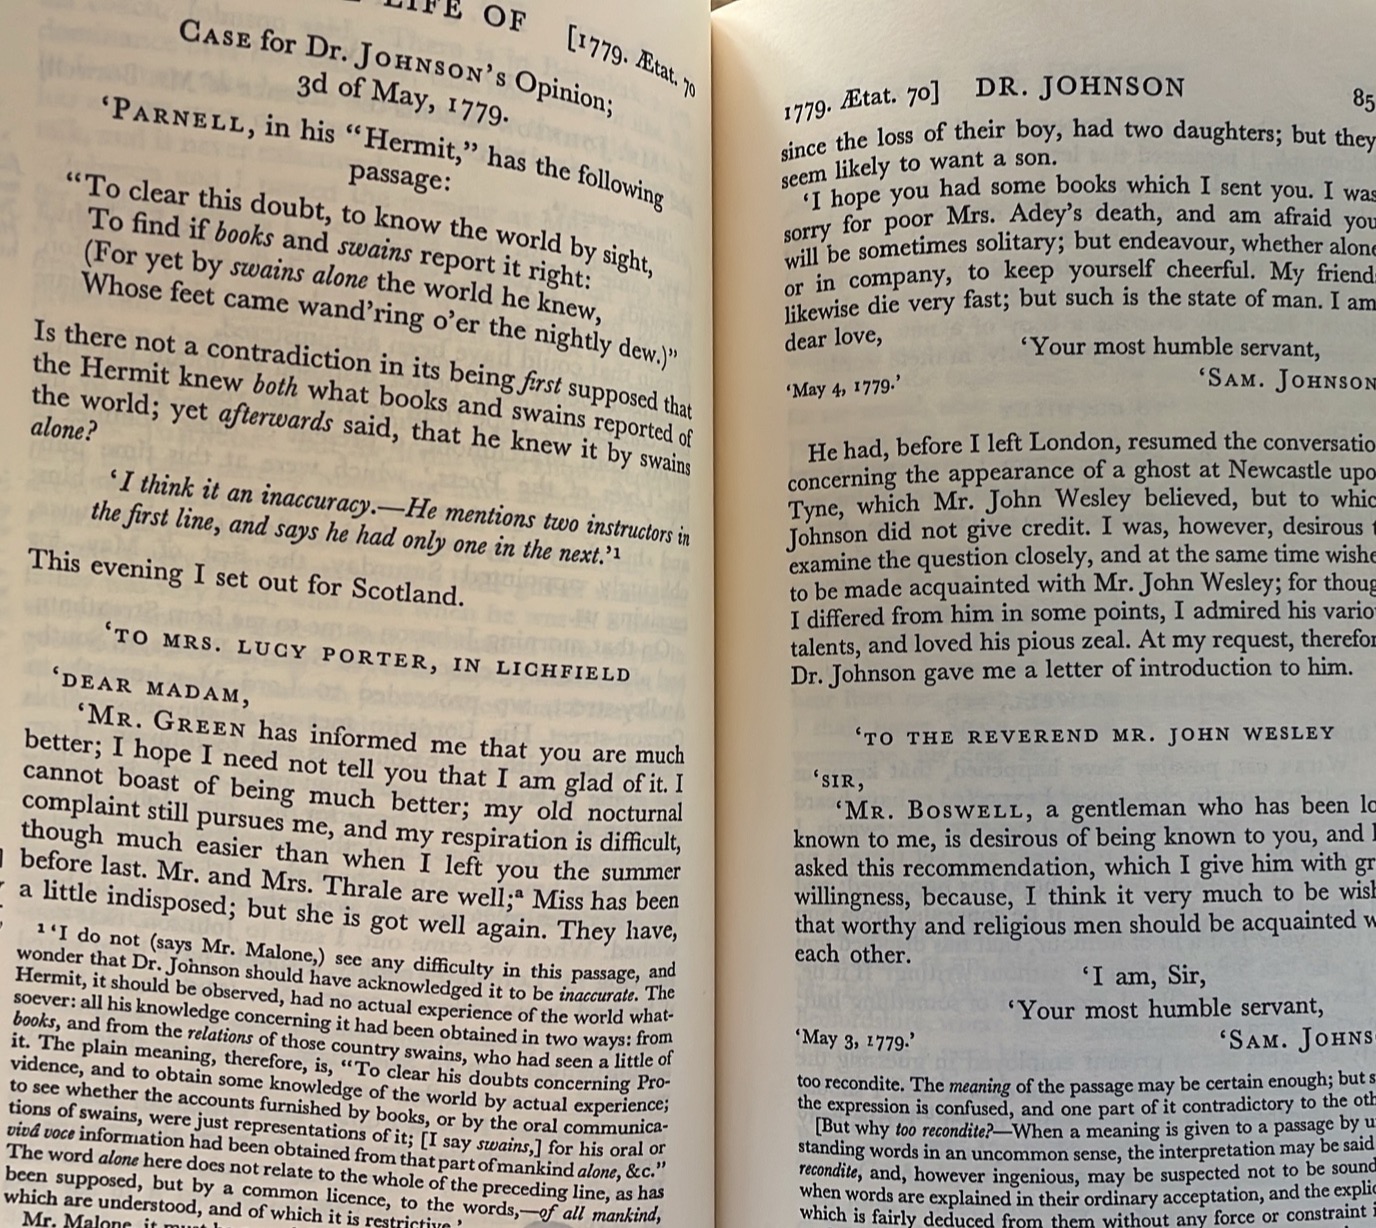 LIFE OF [1779. Ætat. 70
CASE for Dr. JOHNSON'S Opinion;
3d of May, 1779.
'PARNELL, in his "Hermit," has the following
passage:
"To clear this doubt, to know the world by sight,
To find if books and swains report it right:
(For yet by swains alone the world he knew,
Whose feet came wand'ring o'er the nightly dew.)"
Is there not a contradiction in its being first supposed that
the Hermit knew both what books and swains reported of
the world; yet afterwards said, that he knew it by swains
alone?
'I think it an inaccuracy.—He mentions two instructors in
the first line, and says he had only one in the next.'1
This evening I set out for Scotland.
'TO MRS. LUCY PORTER, IN LICHFIELD
'DEAR MADAM,
'MR. GREEN has informed me that you are much
better; I hope I need not tell you that I am glad of it. I
cannot boast of being much better; my old nocturnal
complaint still pursues me, and my respiration is difficult,
though much easier than when I left you the summer
before last. Mr. and Mrs. Thrale are well;a Miss has been
a little indisposed; but she is got well again. They have,
1 'I do not (says Mr. Malone,) see any difficulty in this passage, and
wonder that Dr. Johnson should have acknowledged it to be inaccurate. The
Hermit, it should be observed, had no actual experience of the world what-
soever: all his knowledge concerning it had been obtained in two ways: from
books, and from the relations of those country swains, who had seen a little of
it. The plain meaning, therefore, is, "To clear his doubts concerning Pro-
vidence, and to obtain some knowledge of the world by actual experience;
to see whether the accounts furnished by books, or by the oral communica-
tions of swains, were just representations of it; [I say swains,] for his oral or
vivâ voce information had been obtained from that part of mankind alone, &c."
The word alone here does not relate to the whole of the preceding line, as has
been supposed, but by a common licence, to the words,—of all mankind,
which are understood, and of which it is restrictive.'
Mr. Malone, it
1779. Ætat. 70] DR. JOHNSON 85
since the loss of their boy, had two daughters; but they
seem likely to want a son.
'I hope you had some books which I sent you. I was
sorry for poor Mrs. Adey's death, and am afraid you
will be sometimes solitary; but endeavour, whether alone
or in company, to keep yourself cheerful. My friend
likewise die very fast; but such is the state of man. I am
dear love,
'Your most humble servant,
'May 4, 1779.' 'SAM. JOHNSON
He had, before I left London, resumed the conversatio
concerning the appearance of a ghost at Newcastle upo
Tyne, which Mr. John Wesley believed, but to whic
Johnson did not give credit. I was, however, desirous t
examine the question closely, and at the same time wishe
to be made acquainted with Mr. John Wesley; for thoug
I differed from him in some points, I admired his vario
talents, and loved his pious zeal. At my request, therefor
Dr. Johnson gave me a letter of introduction to him.
'TO THE REVEREND MR. JOHN WESLEY
'SIR,
'MR. BOSWELL, a gentleman who has been lo
known to me, is desirous of being known to you, and
asked this recommendation, which I give him with gr
willingness, because, I think it very much to be wis
that worthy and religious men should be acquainted w
each other.
'I am, Sir,
'Your most humble servant,
'May 3, 1779.' 'SAM. JOHNS
too recondite. The meaning of the passage may be certain enough; but s
the expression is confused, and one part of it contradictory to the oth
[But why too recondite?—When a meaning is given to a passage by u
standing words in an uncommon sense, the interpretation may be said
recondite, and, however ingenious, may be suspected not to be sound
when words are explained in their ordinary acceptation, and the explic
which is fairly deduced from them without any force or constraint i